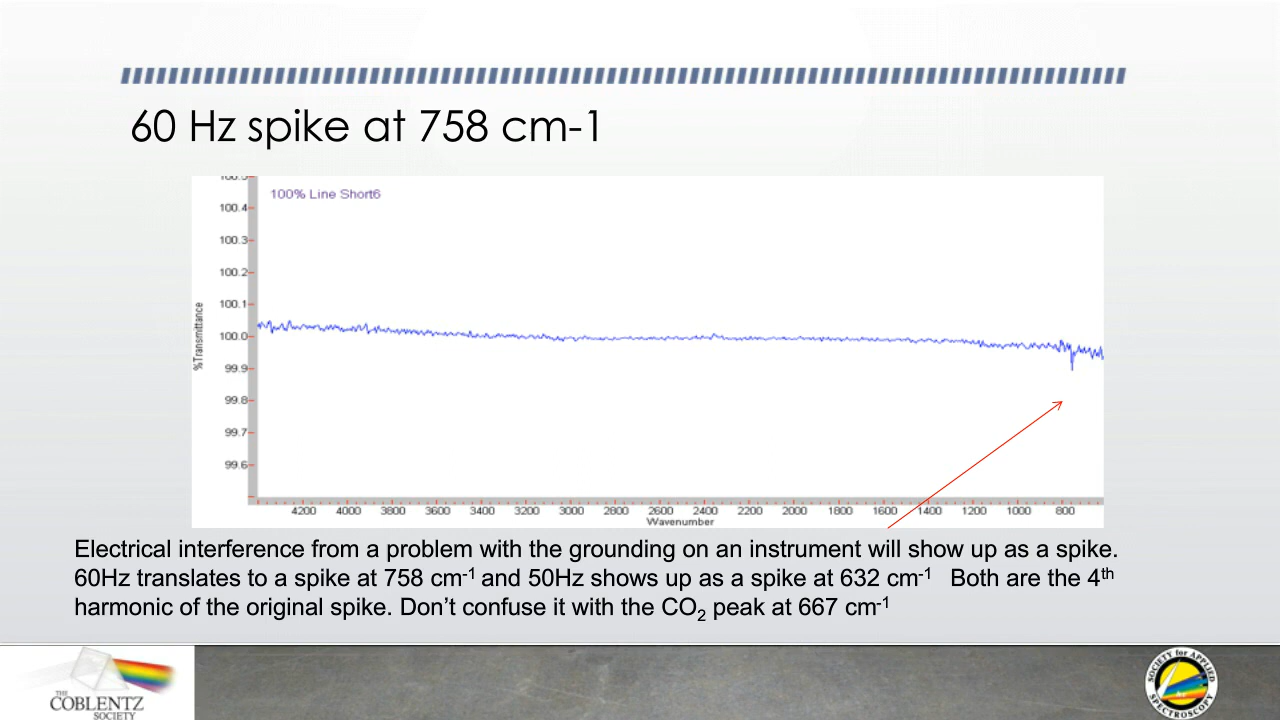 60 Hz spike at 758 cm-1
100% Line Short6
100.5
100.4
100.3
100.2
100.1
100.0
99.9
99.8
99.7
99.6
%Transmittance
4200 4000 3800 3600 3400 3200 3000 2800 2600 2400 2200 2000 1800 1600 1400 1200 1000 800
Wavenumber
Electrical interference from a problem with the grounding on an instrument will show up as a spike.
60Hz translates to a spike at 758 cm-1 and 50Hz shows up as a spike at 632 cm-1 Both are the 4th
harmonic of the original spike. Don’t confuse it with the CO2 peak at 667 cm-1
THE
COBLENTZ
SOCIETY
SOCIETY for APPLIED
SPECTROSCOPY